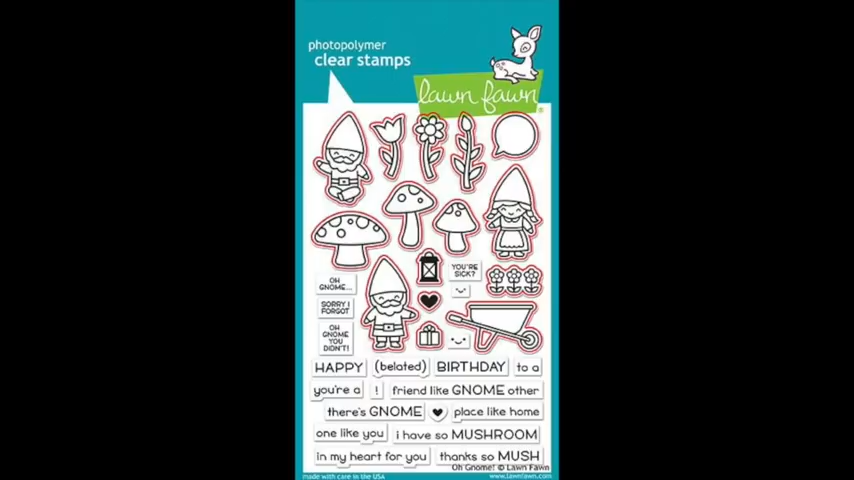 photopolymer
clear stamps
lawn fawn
YOU'RE
SICK?
OH
GNOME...
SORRY I
FORGOT
OH
GNOME
YOU
DIDN'T!
HAPPY (belated) BIRTHDAY to a
you're a ! friend like GNOME other
there's GNOME place like home
one like you i have so MUSHROOM
in my heart for you thanks so MUSH
Oh Gnome! © Lawn Fawn
made with care in the USA www.lawnfawn.com